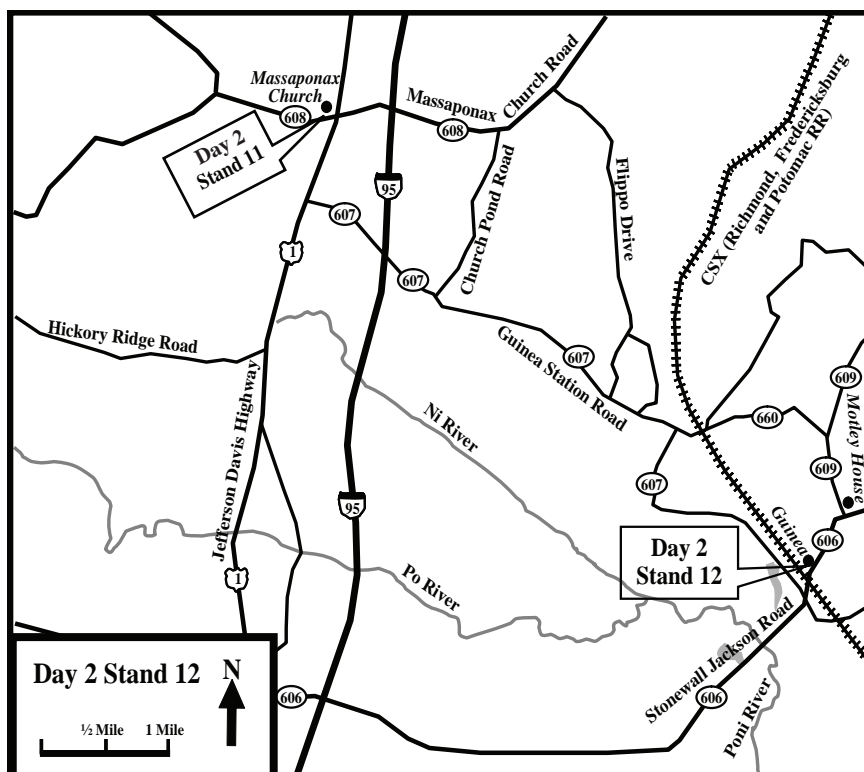 Massaponax
Church
608
Massaponax
Church Road
608
Day 2
Stand 11
95
607
1
607
Church Pond Road
Flippo Drive
CSX (Richmond, Fredericksburg
and Potomac RR)
Hickory Ridge Road
Guinea Station Road
607
609
660
Motley House
Jefferson Davis Highway
Ni River
607
609
95
Guinea
606
Day 2
Stand 12
1
Po River
Stonewall Jackson Road
606
606
Poni River
Day 2 Stand 12
N
½ Mile
1 Mile